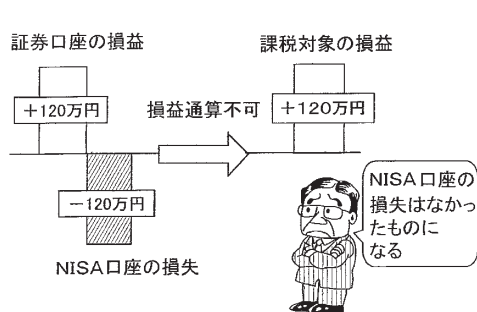 証券口座の損益
課税対象の損益
＋120万円
損益通算不可
＋120万円
－120万円
NISA口座の損失
NISA口座の
損失はなかっ
たものに
なる